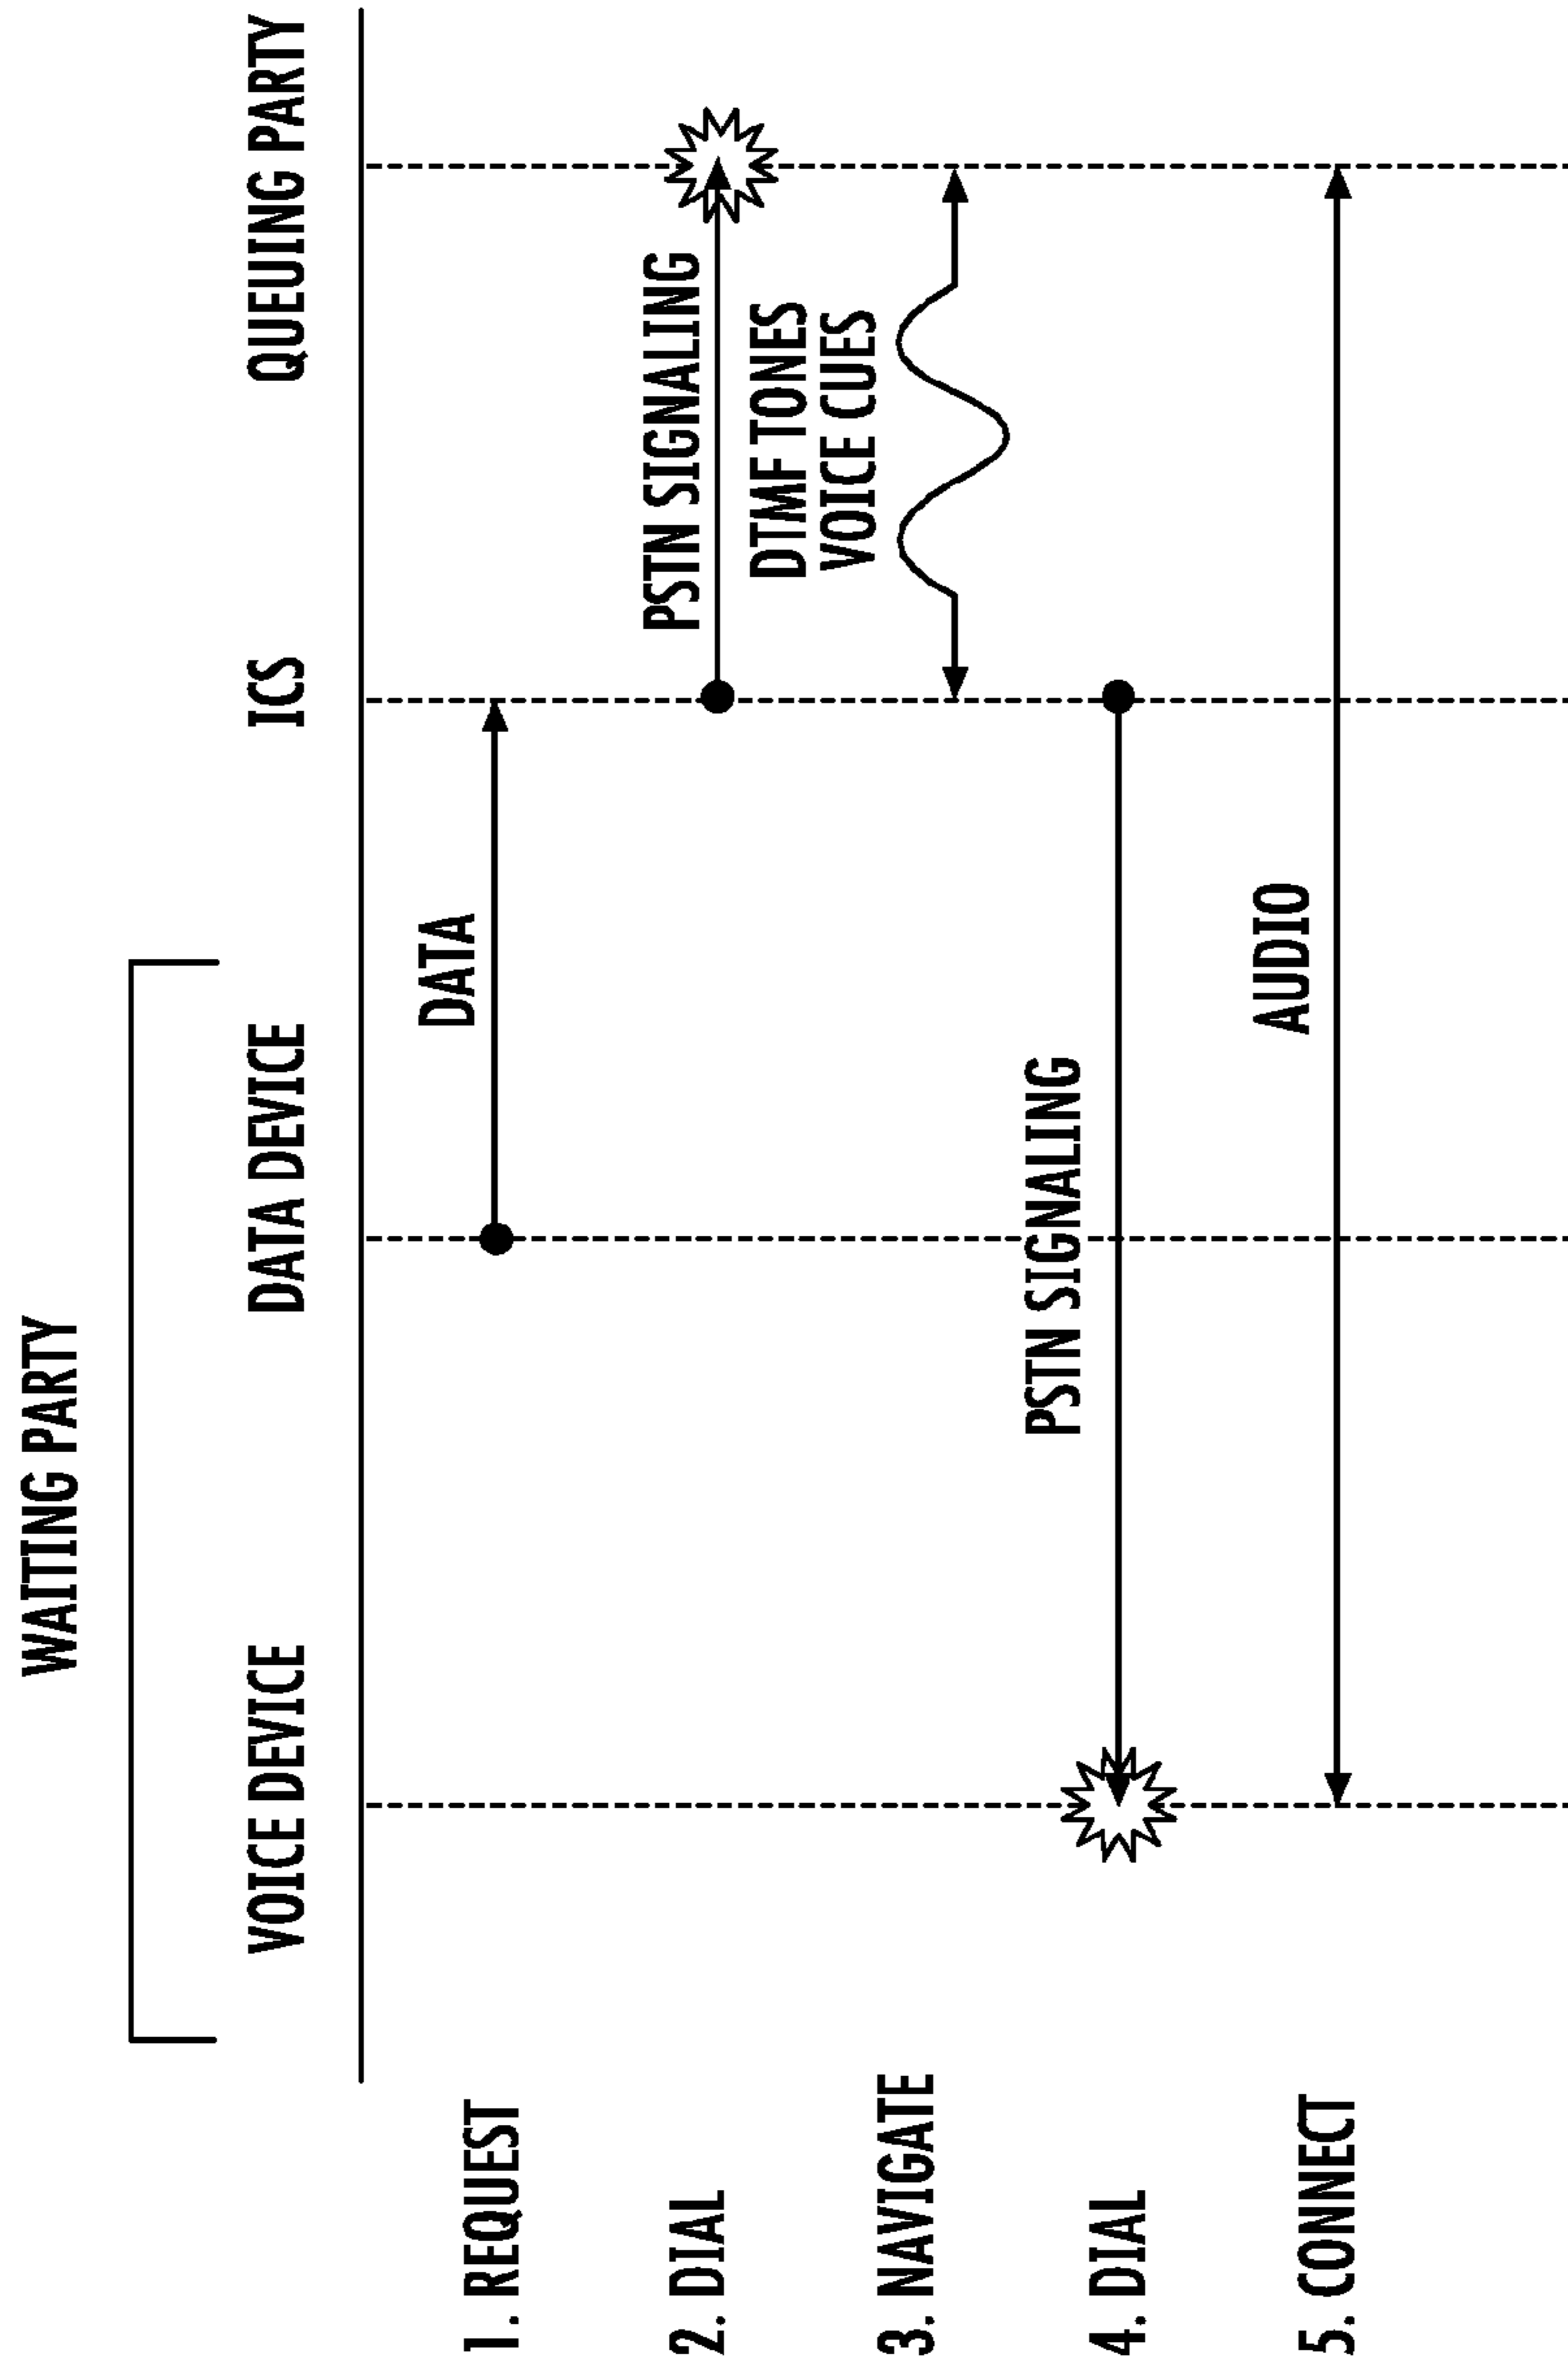 WAITING PARTY
VOICE DEVICE
DATA DEVICE
ICS
QUEUING PARTY
1. REQUEST
DATA
2. DIAL
PSTN SIGNALING
3. NAVIGATE
DTMF TONES
VOICE CUES
4. DIAL
PSTN SIGNALING
5. CONNECT
AUDIO